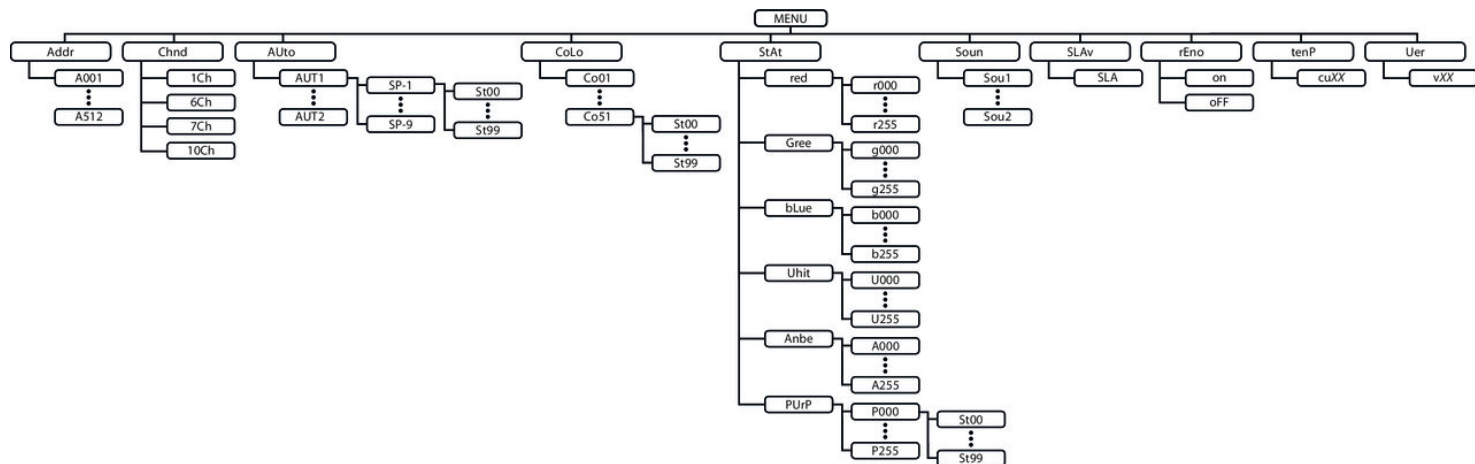 MENU
Addr Chnd AUto CoLo StAt Soun SLAv rEno tenP Uer
A001 1Ch AUT1 SP-1 St00 Co01 red r000 Sou1 SLA on cuXX vXX
A512 6Ch AUT2 SP-9 St99 Co51 St00 r255 Sou2 oFF
7Ch St99 Gree g000
10Ch g255
bLue b000
b255
Uhit U000
U255
Anbe A000
A255
PUrP P000 St00
P255 St99